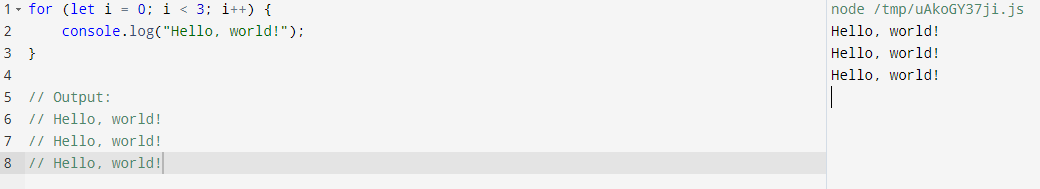 1 for (let i = 0; i < 3; i++) {
2     console.log("Hello, world!");
3 }
4
5 // Output:
6 // Hello, world!
7 // Hello, world!
8 // Hello, world!
node /tmp/uAkoGY37ji.js
Hello, world!
Hello, world!
Hello, world!